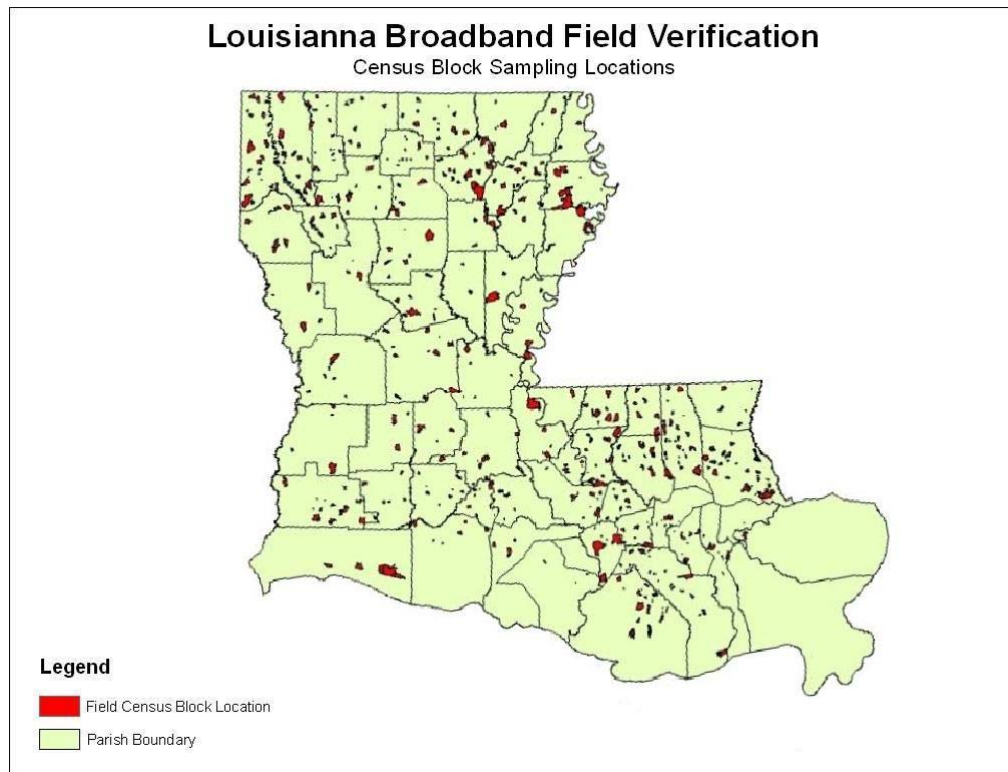 Louisianna Broadband Field Verification
Census Block Sampling Locations
Legend
Field Census Block Location
Parish Boundary